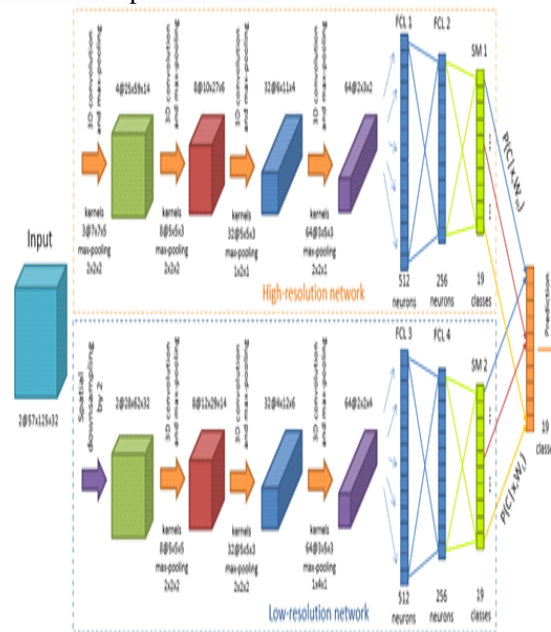 FCL 1
FCL 2
SM 1
3D convolution
and max-pooling
4@25x59x14
3D convolution
and max-pooling
8@10x27x6
3D convolution
and max-pooling
32@6x11x4
3D convolution
and max-pooling
64@2x3x2
kernels
max-pooling
2x2x2
kernels
8@5x5x3
max-pooling
2x2x2
kernels
32@5x5x3
max-pooling
1x2x1
kernels
64@3x5x3
max-pooling
2x2x1
512
neurons
256
neurons
19
classes
High-resolution network
Input
2@57x125x32
Prediction
19
classes
FCL 3
FCL 4
SM 2
Spatial
downsampling
by 2
2@28x62x32
3D convolution
and max-pooling
8@12x29x14
3D convolution
and max-pooling
32@4x12x6
3D convolution
and max-pooling
64@2x2x4
kernels
8@5x5x5
max-pooling
2x2x2
kernels
32@5x5x3
max-pooling
2x2x2
kernels
64@3x5x3
max-pooling
1x4x1
512
neurons
256
neurons
19
classes
Low-resolution network